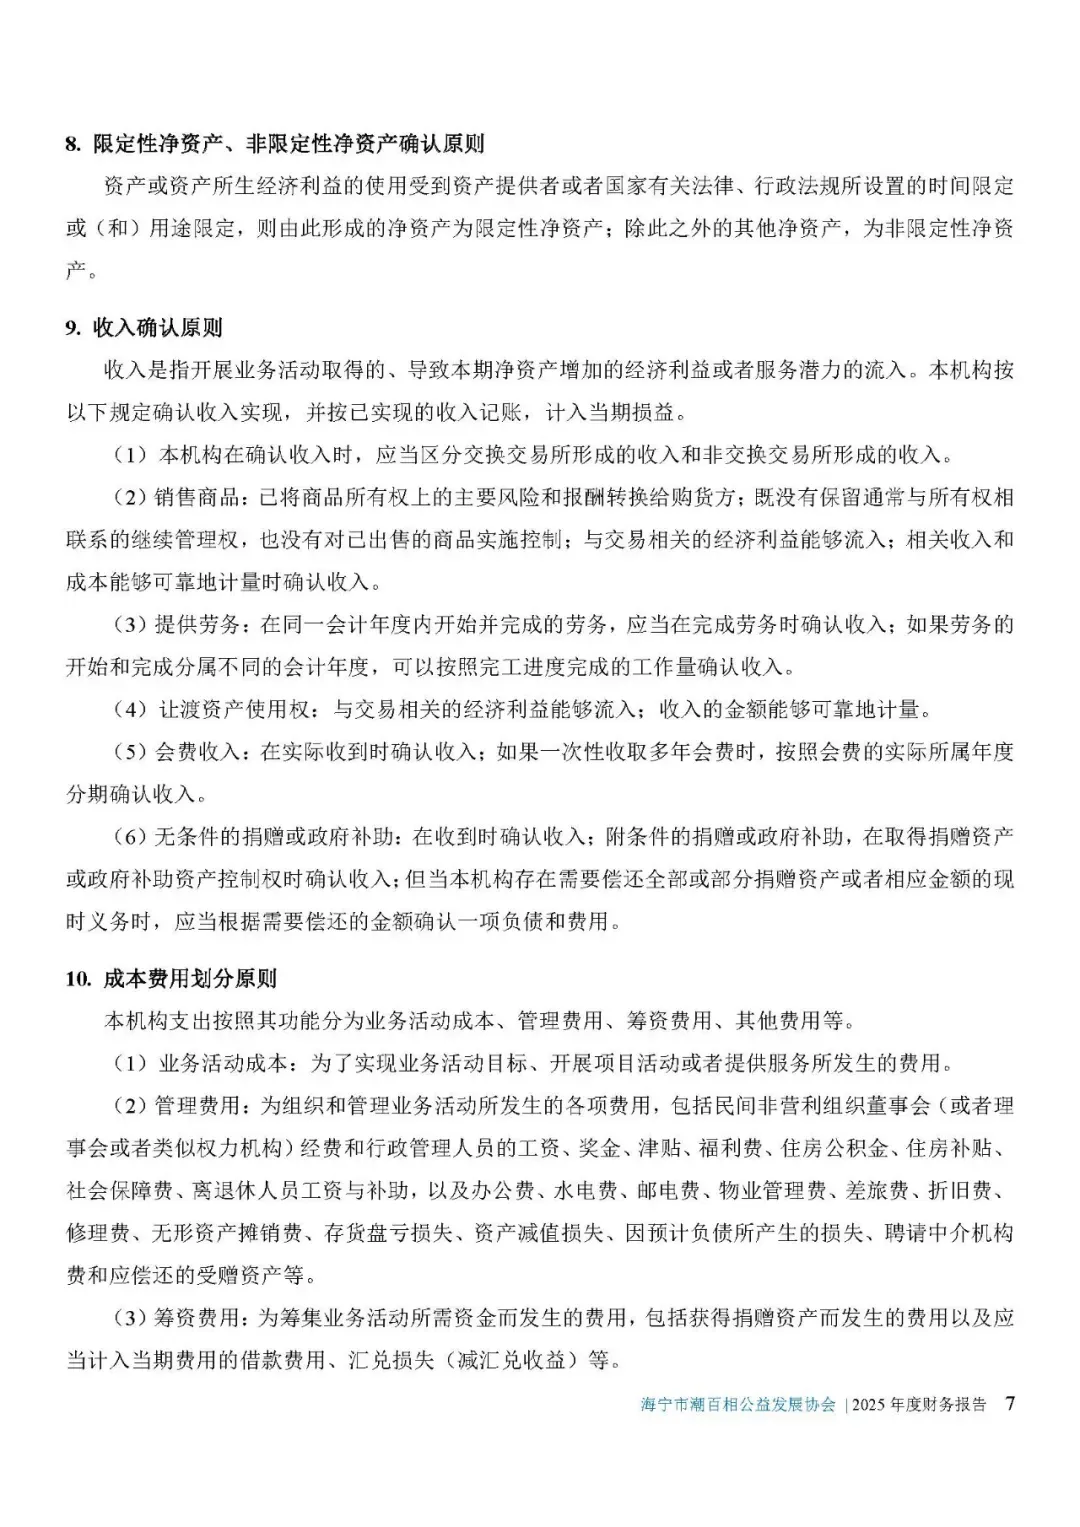 8. 限定性净资产、非限定性净资产确认原则
资产或资产所生经济利益的使用受到资产提供者或者国家有关法律、行政法规所设置的时间限定
或（和）用途限定，则由此形成的净资产为限定性净资产；除此之外的其他净资产，为非限定性净资
产。
9. 收入确认原则
收入是指开展业务活动取得的、导致本期净资产增加的经济利益或者服务潜力的流入。本机构按
以下规定确认收入实现，并按已实现的收入记账，计入当期损益。
（1）本机构在确认收入时，应当区分交换交易所形成的收入和非交换交易所形成的收入。
（2）销售商品：已将商品所有权上的主要风险和报酬转换给购货方；既没有保留通常与所有权相
联系的继续管理权，也没有对已出售的商品实施控制；与交易相关的经济利益能够流入；相关收入和
成本能够可靠地计量时确认收入。
（3）提供劳务：在同一会计年度内开始并完成的劳务，应当在完成劳务时确认收入；如果劳务的
开始和完成分属不同的会计年度，可以按照完工进度完成的工作量确认收入。
（4）让渡资产使用权：与交易相关的经济利益能够流入；收入的金额能够可靠地计量。
（5）会费收入：在实际收到时确认收入；如果一次性收取多年会费时，按照会费的实际所属年度
分期确认收入。
（6）无条件的捐赠或政府补助：在收到时确认收入；附条件的捐赠或政府补助，在取得捐赠资产
或政府补助资产控制权时确认收入；但当本机构存在需要偿还全部或部分捐赠资产或者相应金额的现
时义务时，应当根据需要偿还的金额确认一项负债和费用。
10. 成本费用划分原则
本机构支出按照其功能分为业务活动成本、管理费用、筹资费用、其他费用等。
（1）业务活动成本：为了实现业务活动目标、开展项目活动或者提供服务所发生的费用。
（2）管理费用：为组织和管理业务活动所发生的各项费用，包括民间非营利组织董事会（或者理
事会或者类似权力机构）经费和行政管理人员的工资、奖金、津贴、福利费、住房公积金、住房补贴、
社会保障费、离退休人员工资与补助，以及办公费、水电费、邮电费、物业管理费、差旅费、折旧费、
修理费、无形资产摊销费、存货盘亏损失、资产减值损失、因预计负债所产生的损失、聘请中介机构
费和应偿还的受赠资产等。
（3）筹资费用：为筹集业务活动所需资金而发生的费用，包括获得捐赠资产而发生的费用以及应
当计入当期费用的借款费用、汇兑损失（减汇兑收益）等。
海宁市潮百相公益发展协会 | 2025 年度财务报告 7